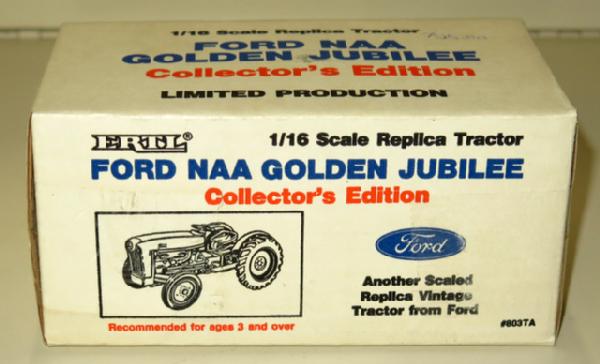 1/16 Scale Replica Tractor
FORD NAA
GOLDEN JUBILEE
Collector's Edition
LIMITED PRODUCTION
ERTL®
1/16 Scale Replica Tractor
FORD NAA GOLDEN JUBILEE
Collector's Edition
Ford
Another Scaled
Replica Vintage
Tractor from Ford
Recommended for ages 3 and over
#803TA